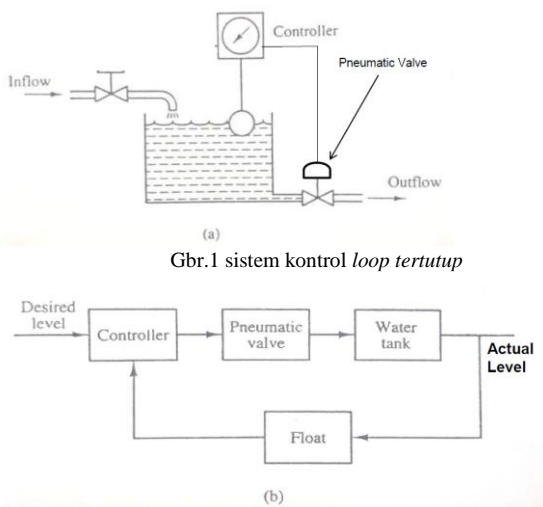 Controller
Pneumatic Valve
Inflow
Outflow
(a)
Gbr.1 sistem kontrol loop tertutup
Desired
level
Controller
Pneumatic
valve
Water
tank
Actual
Level
Float
(b)